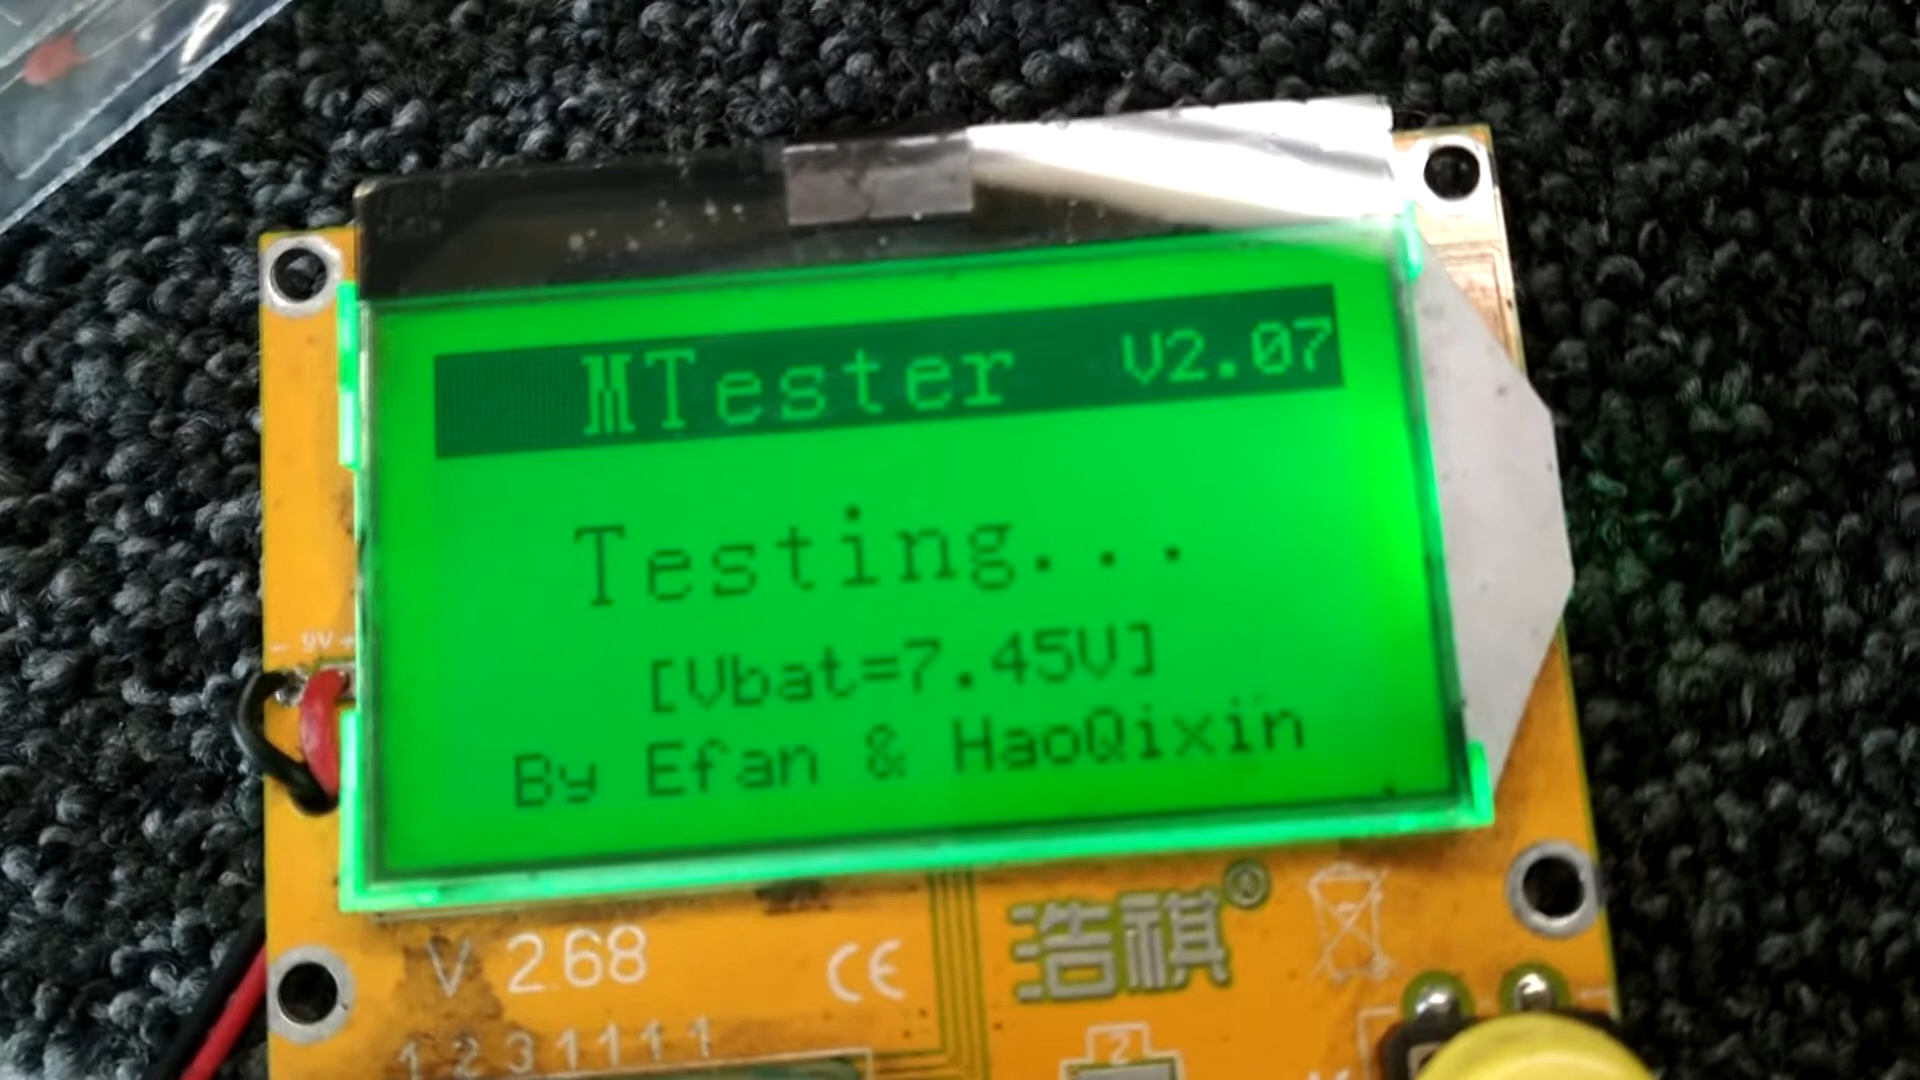 MTester V2.07
Testing...
[Vbat=7.45V]
By Efan & HaoQixin
- 9V +
V 2.68
CE
浩祺®
1 2 3 1 1 1 1
2